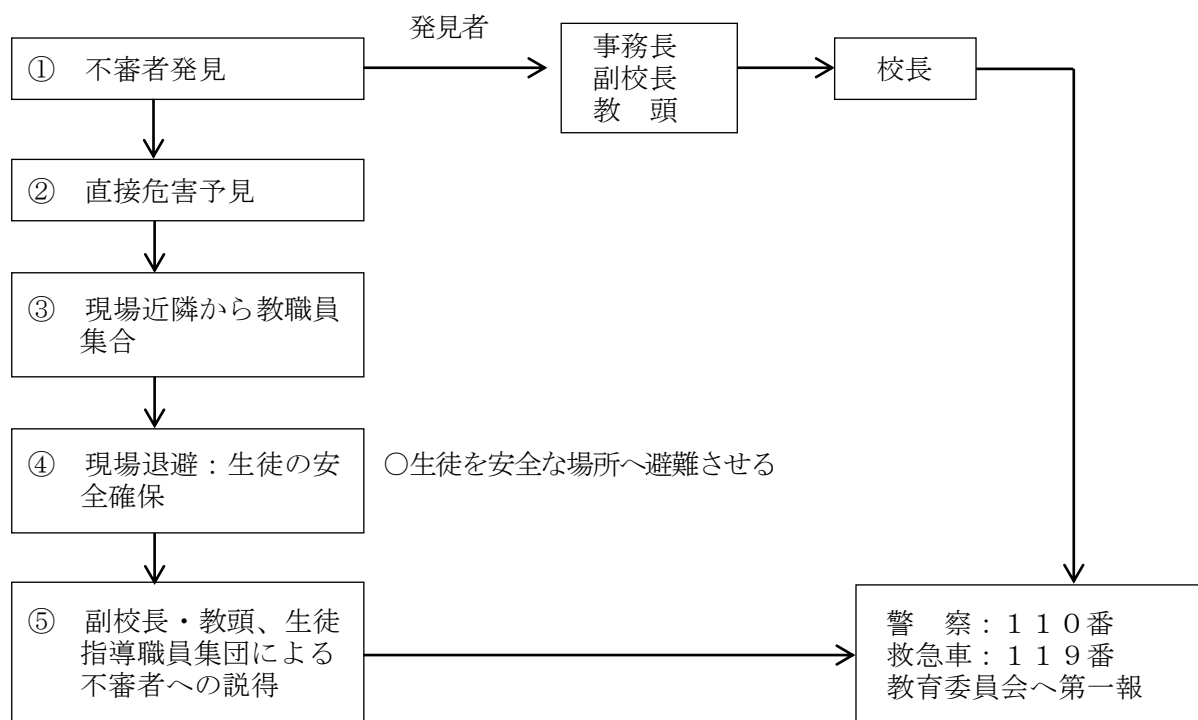 発見者
① 不審者発見
事務長
副校長
教　頭
校長
② 直接危害予見
③ 現場近隣から教職員
集合
④ 現場退避：生徒の安
全確保
○生徒を安全な場所へ避難させる
⑤ 副校長・教頭、生徒
指導職員集団による
不審者への説得
警　察：１１０番
救急車：１１９番
教育委員会へ第一報